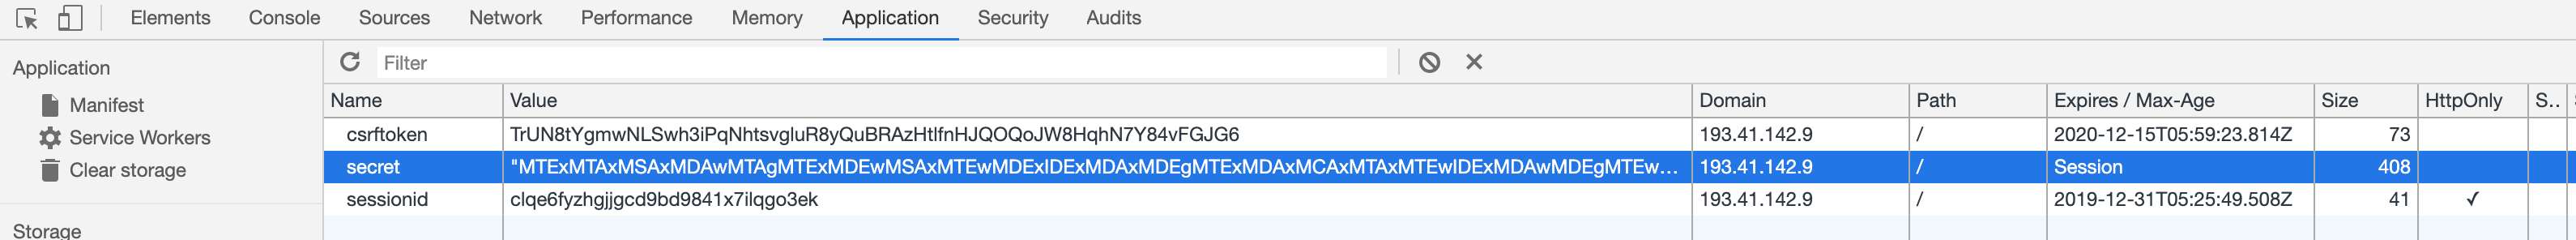 Elements Console Sources Network Performance Memory Application Security Audits
Application
Filter
Manifest
Service Workers
Clear storage
Storage
Name Value Domain Path Expires / Max-Age Size HttpOnly S..
csrftoken TrUN8tYgmwNLSwh3iPqNhtsvgluR8yQuBRAzHtlfnHJQOQoJW8HqhN7Y84vFGJG6 193.41.142.9 / 2020-12-15T05:59:23.814Z 73
secret "MTExMTAxMSAxMDAwMTAgMTExMDEwMSAxMTEwMDExIDExMDAxMDEgMTExMDAxMCAxMTAxMTEwIDExMDAwMDEgMTEw... 193.41.142.9 / Session 408
sessionid clqe6fyzhgjjgcd9bd9841x7ilqgo3ek 193.41.142.9 / 2019-12-31T05:25:49.508Z 41 ✓